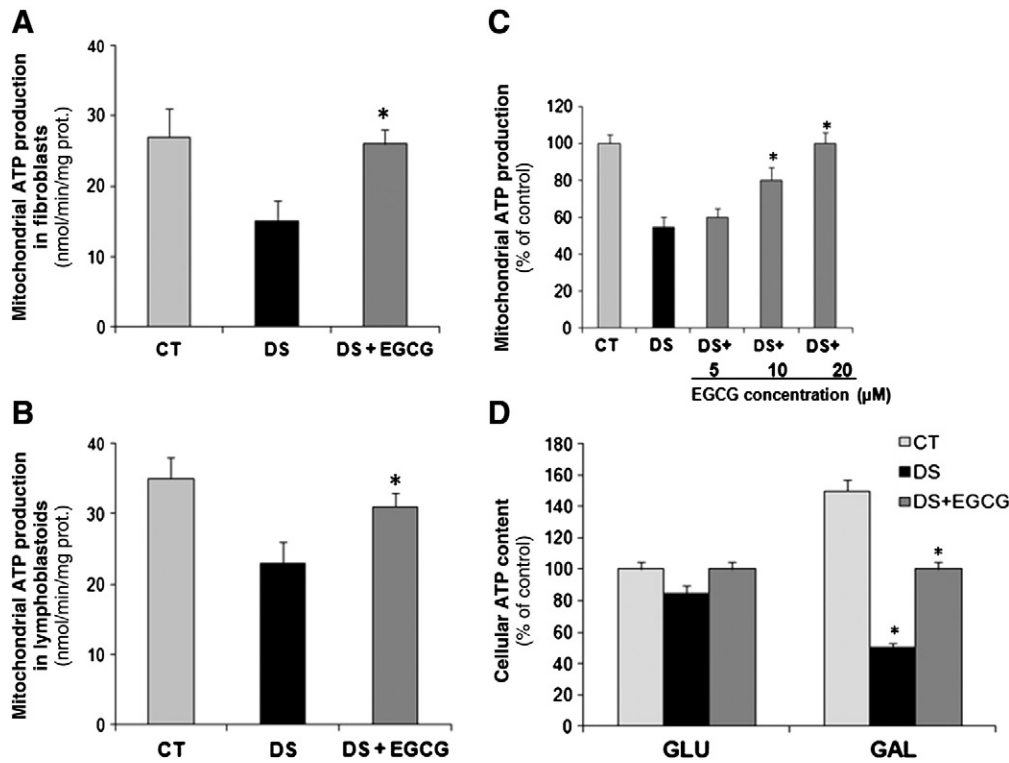 A
Mitochondrial ATP production
in fibroblasts
(nmol/min/mg prot.)
40
30
20
10
0
*
CT DS DS + EGCG
B
Mitochondrial ATP production
in lymphoblastoids
(nmol/min/mg prot.)
40
30
20
10
0
*
CT DS DS + EGCG
C
Mitochondrial ATP production
(% of control)
120
100
80
60
40
20
0
* *
CT DS DS+ DS+ DS+
5 10 20
EGCG concentration (µM)
D
Cellular ATP content
(% of control)
180
160
140
120
100
80
60
40
20
0
CT
DS
DS+EGCG
* *
GLU GAL